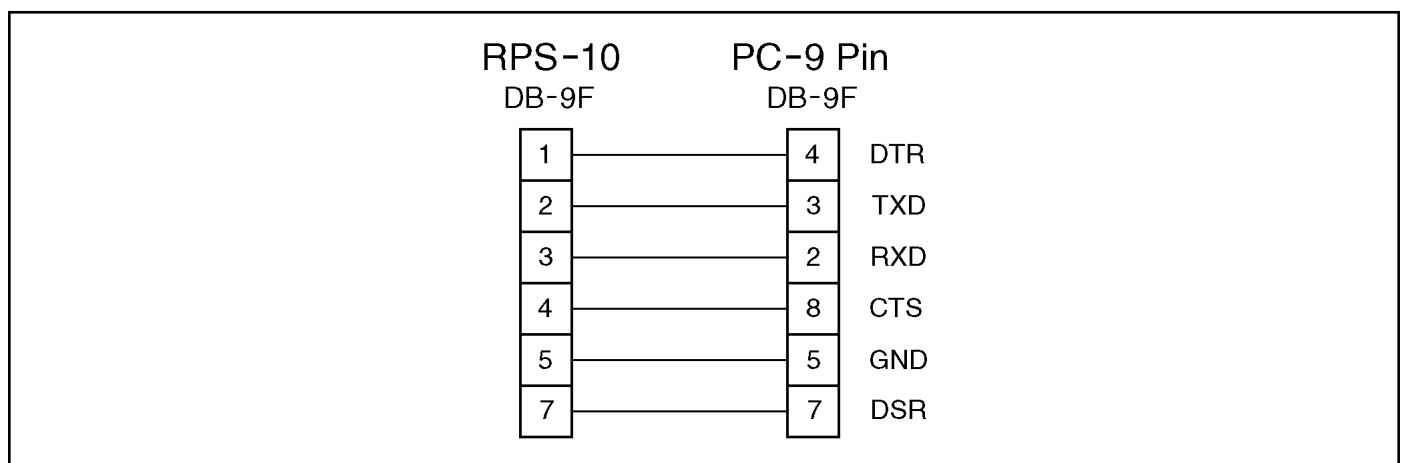 RPS-10 PC-9 Pin
DB-9F DB-9F
1 4 DTR
2 3 TXD
3 2 RXD
4 8 CTS
5 5 GND
7 7 DSR